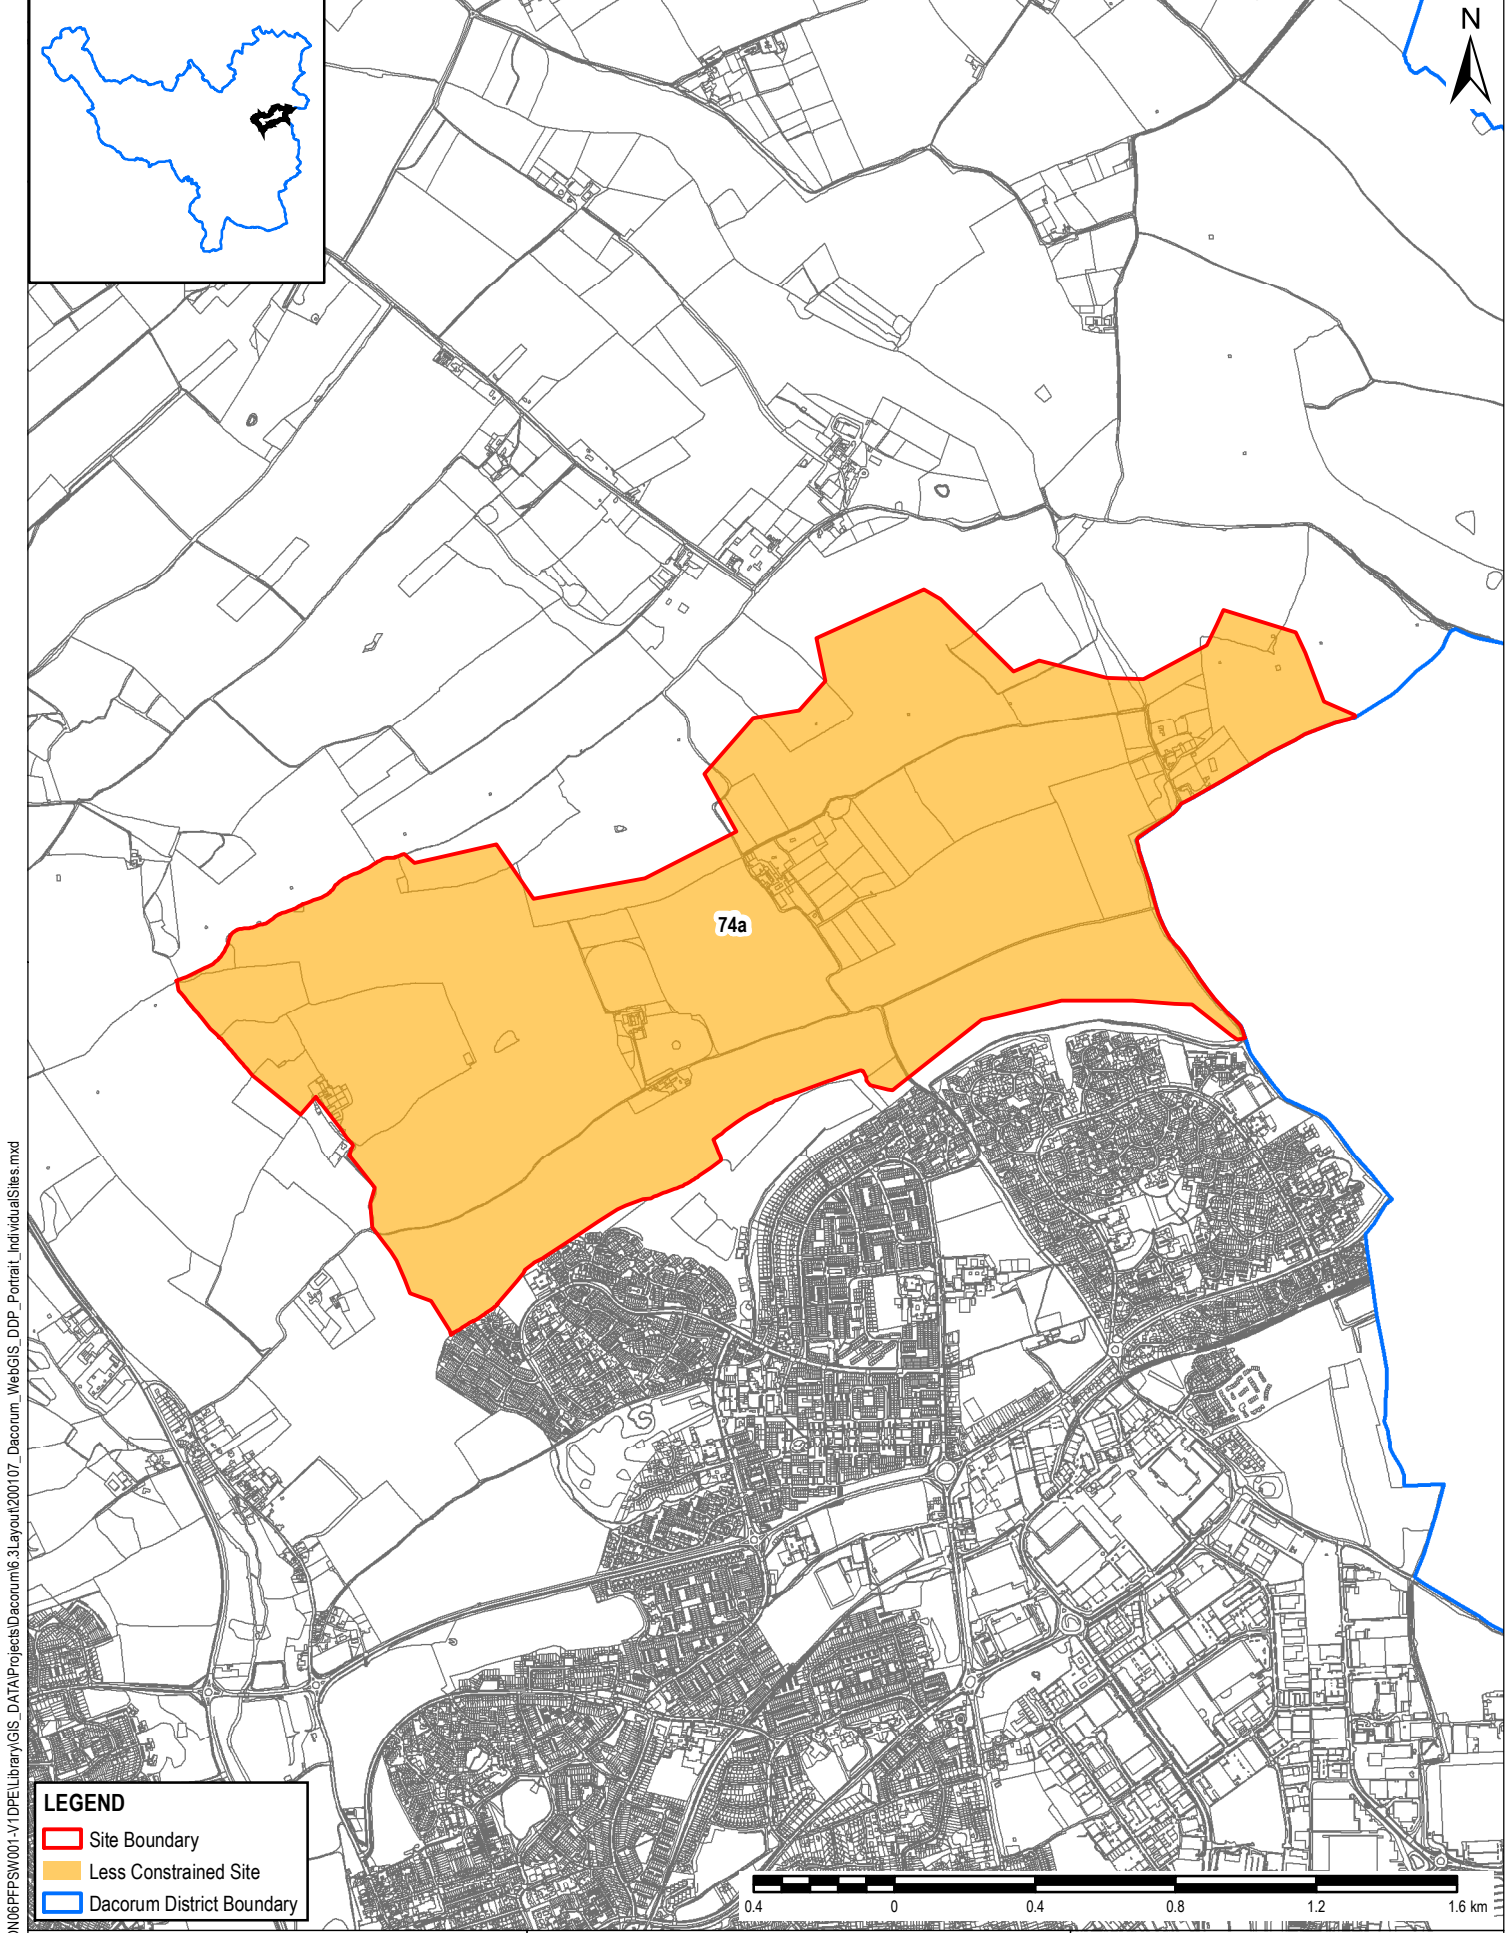 N
74a
LEGEND
Site Boundary
Less Constrained Site
Dacorum District Boundary
0.4 0 0.4 0.8 1.2 1.6 km
N06PFPSW001-V1DPE\Library\GIS_DATA\Projects\Dacorum\6.3Layout\200107_Dacorum_WebGIS_DDP_Portrait_IndividualSites.mxd